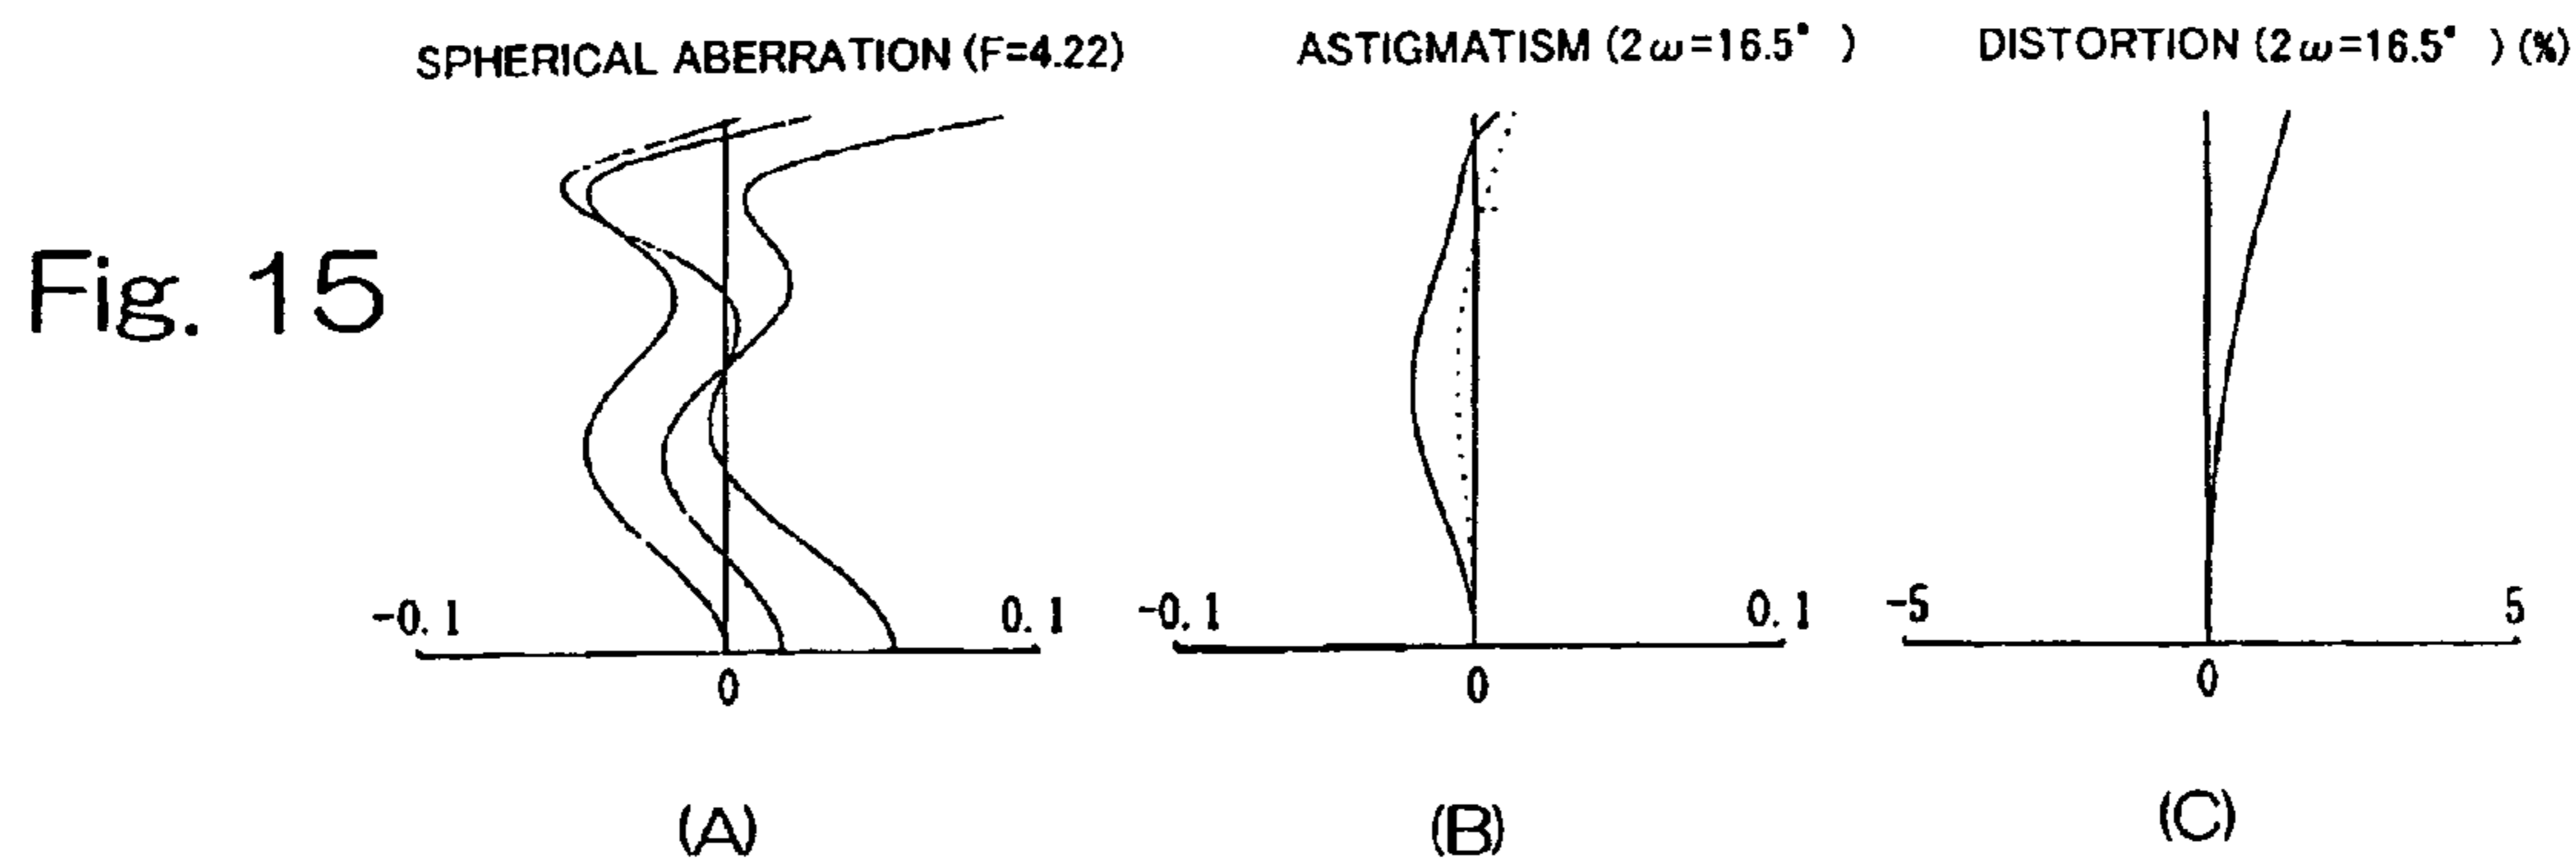 Fig. 15
SPHERICAL ABERRATION (F=4.22)
-0.1
0.1
0
(A)
ASTIGMATISM (2ω=16.5° )
-0.1
0.1
0
(B)
DISTORTION (2ω=16.5° ) (%)
-5
5
0
(C)